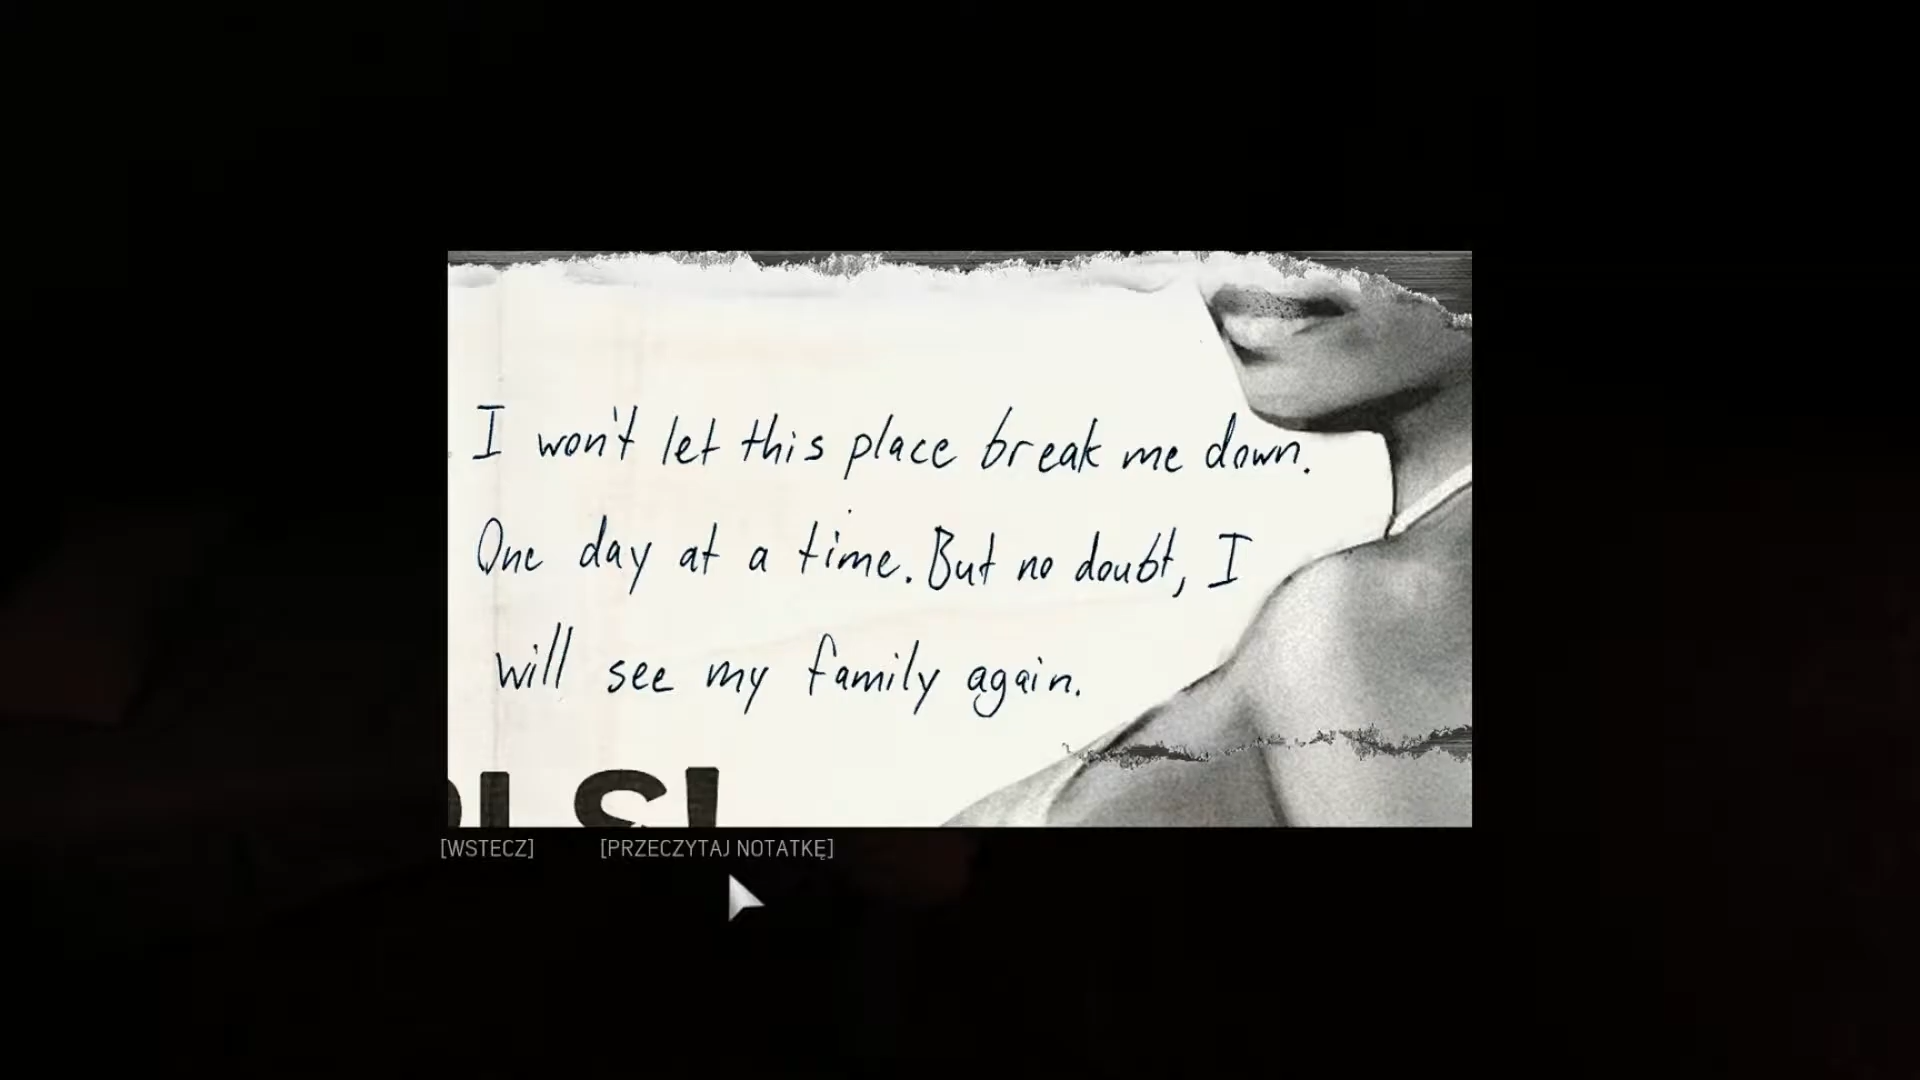 I won't let this place break me down.
One day at a time. But no doubt, I
will see my family again.
LS!
[WSTECZ] [PRZECZYTAJ NOTATKĘ]